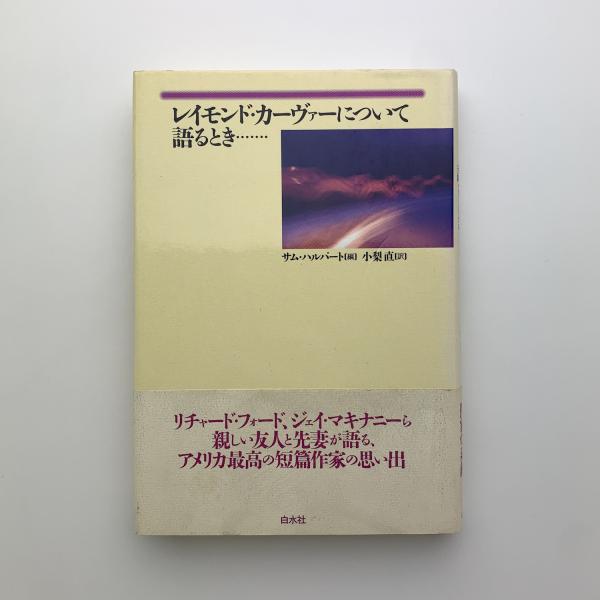 レイモンド・カーヴァーについて
語るとき‥‥‥
サム・ハルパート[編] 小梨 直[訳]
リチャード・フォード、ジェイ・マキナニーら
親しい友人と先妻が語る、
アメリカ最高の短篇作家の思い出
白水社